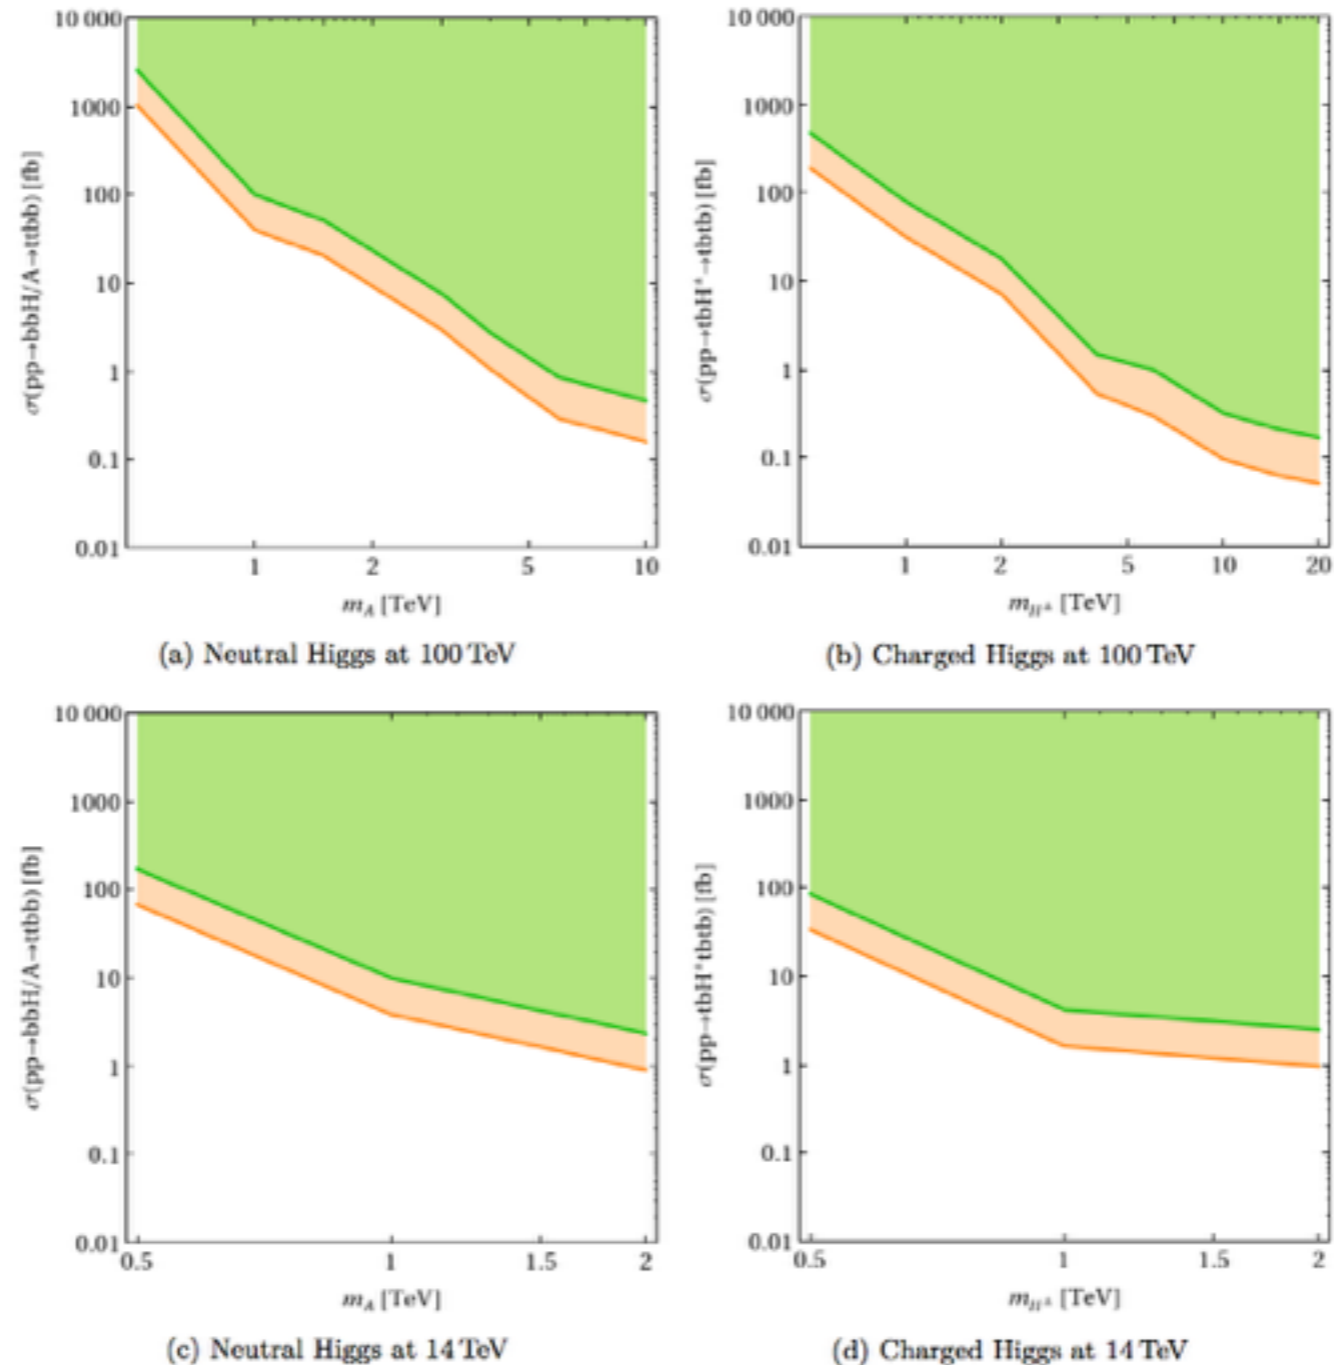 10 000
1000
100
10
1
0.1
0.01
σ(pp→bbH/A→ttbb) [fb]
1 2 5 10
m_A [TeV]
(a) Neutral Higgs at 100 TeV
10 000
1000
100
10
1
0.1
0.01
σ(pp→tbH⁺→tbtb) [fb]
1 2 5 10 20
m_H± [TeV]
(b) Charged Higgs at 100 TeV
10 000
1000
100
10
1
0.1
0.01
σ(pp→bbH/A→ttbb) [fb]
0.5 1 1.5 2
m_A [TeV]
(c) Neutral Higgs at 14 TeV
10 000
1000
100
10
1
0.1
0.01
σ(pp→tbH⁺tbtb) [fb]
0.5 1 1.5 2
m_H± [TeV]
(d) Charged Higgs at 14 TeV